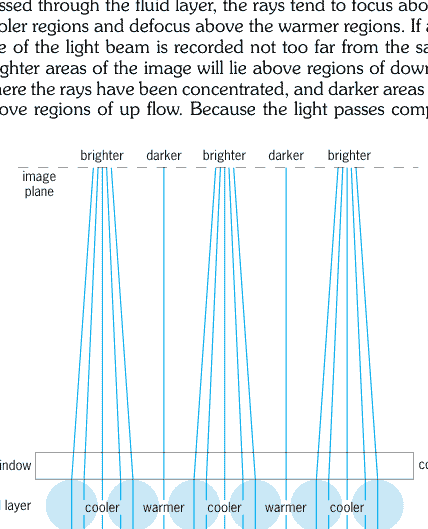 ssed through the fluid layer, the rays tend to focus abo
oler regions and defocus above the warmer regions. If a
e of the light beam is recorded not too far from the sa
ghter areas of the image will lie above regions of down
here the rays have been concentrated, and darker areas
ove regions of up flow. Because the light passes comp
brighter darker brighter darker brighter
image
plane
indow
co
l layer
cooler warmer cooler warmer cooler